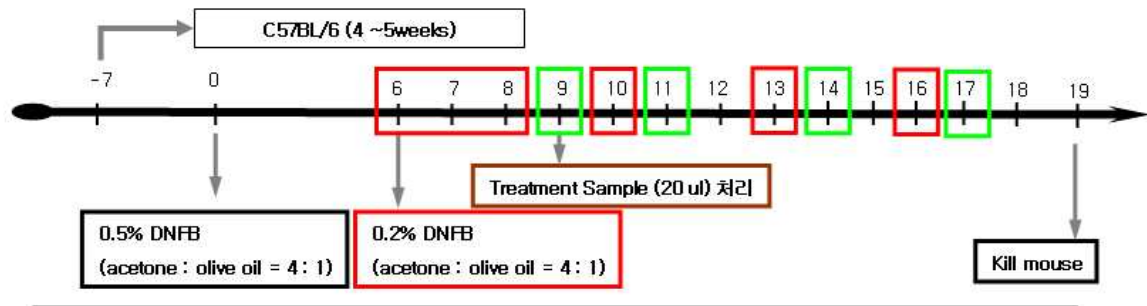 C57BL/6 (4 ~5weeks)
-7 0 6 7 8 9 10 11 12 13 14 15 16 17 18 19
Treatment Sample (20 ul) 처리
0.5% DNFB
(acetone : olive oil = 4 : 1)
0.2% DNFB
(acetone : olive oil = 4 : 1)
Kill mouse